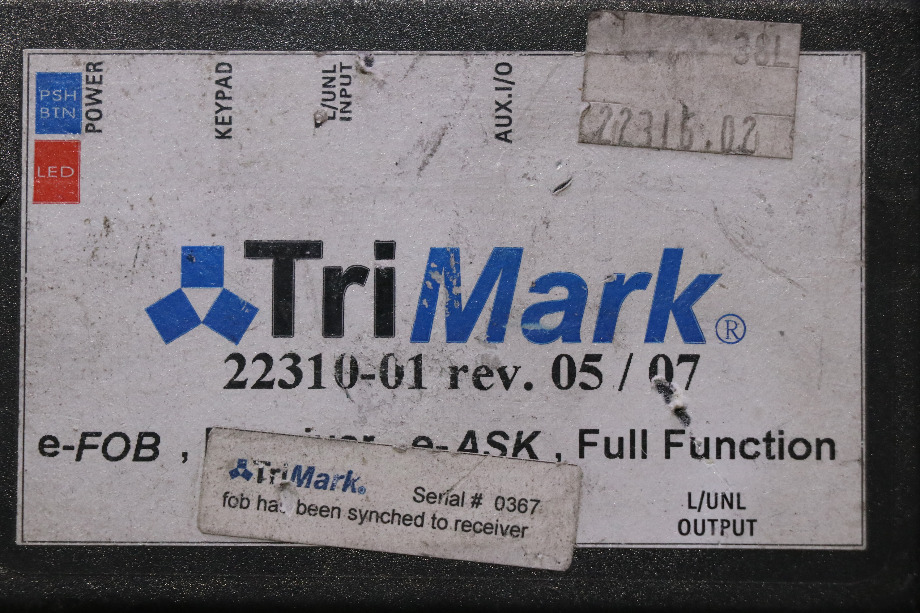 PSH
BTN
POWER
KEYPAD
L/UNL
INPUT
AUX.I/O
38L
22316.02
LED
TriMark®
22310-01 rev. 05 / 07
e-FOB , e-ASK , Full Function
TriMark®
Serial # 0367
fob has been synched to receiver
L/UNL
OUTPUT